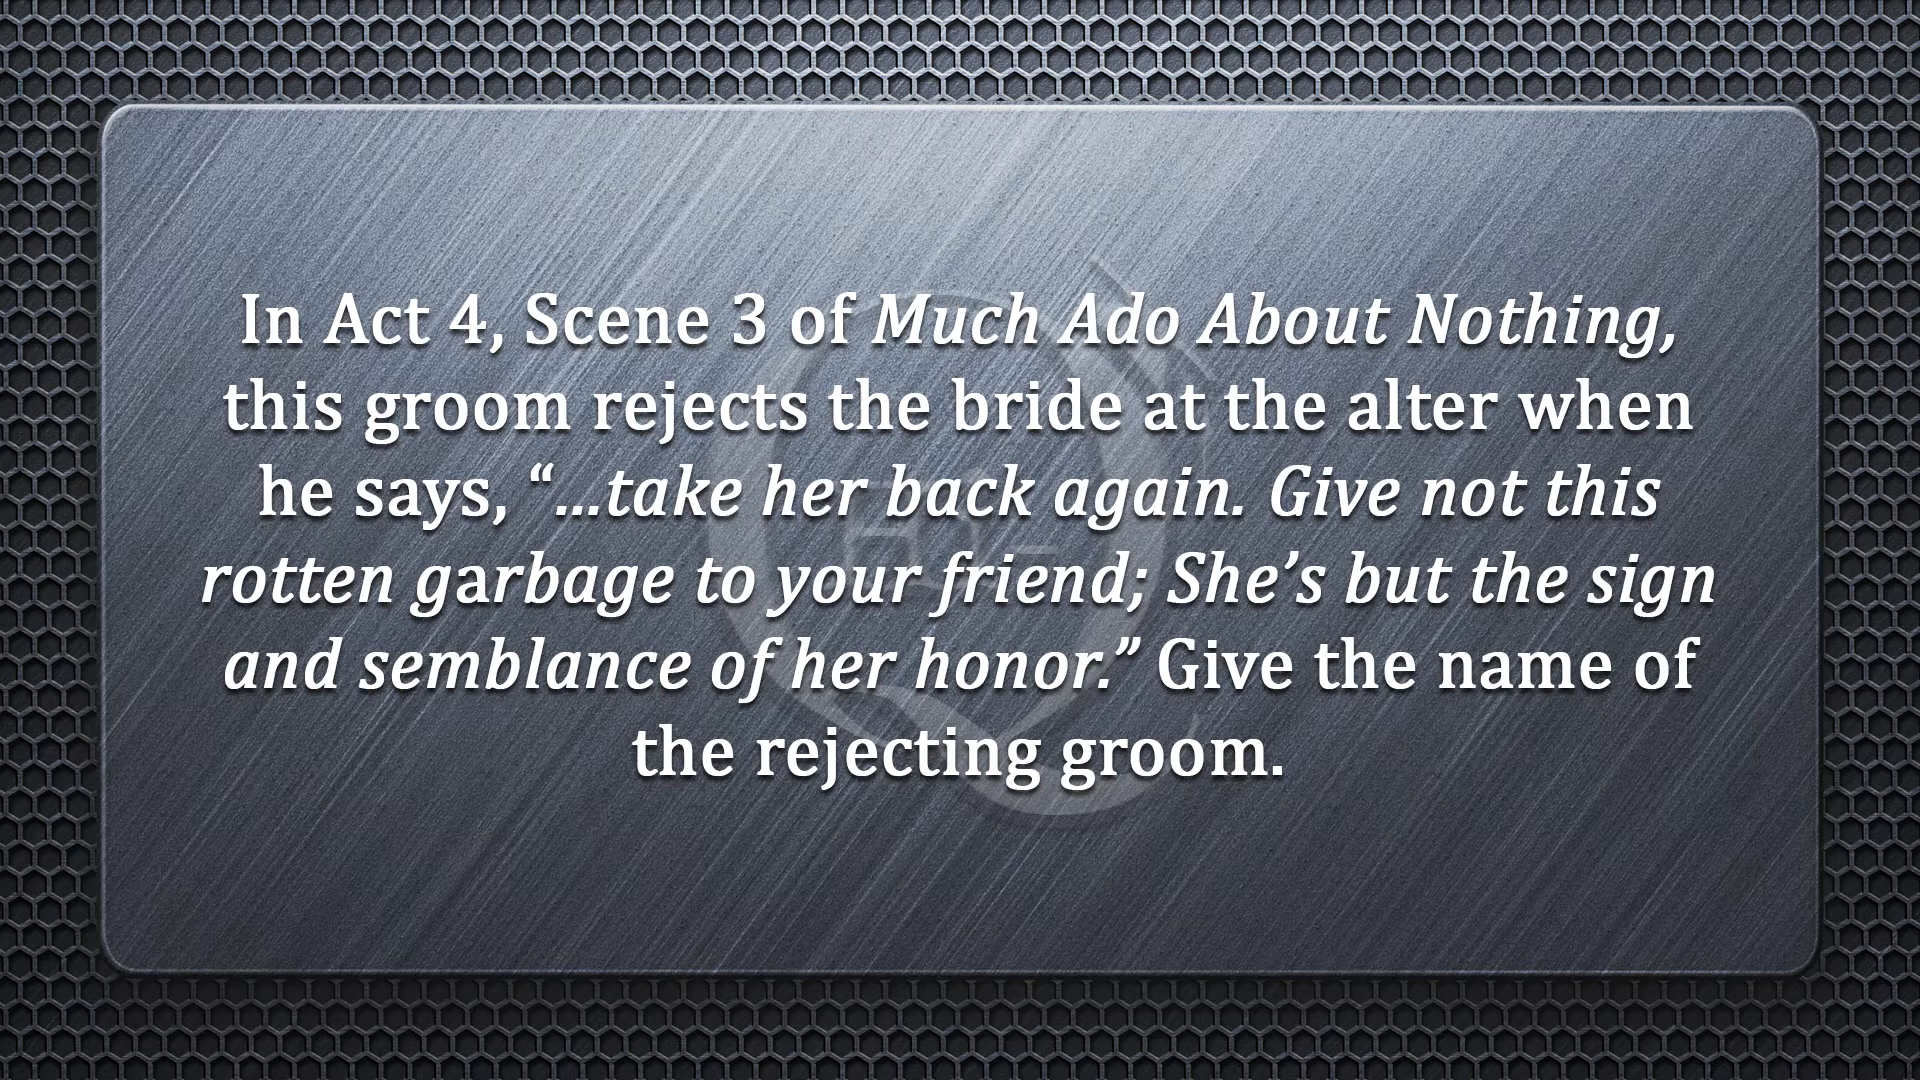 In Act 4, Scene 3 of Much Ado About Nothing,
this groom rejects the bride at the alter when
he says, “...take her back again. Give not this
rotten garbage to your friend; She’s but the sign
and semblance of her honor.” Give the name of
the rejecting groom.